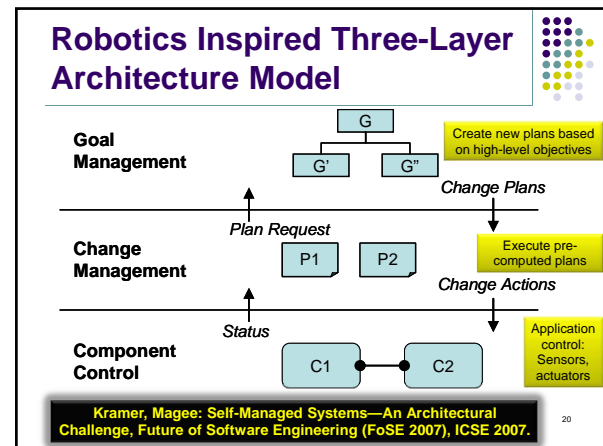 Robotics Inspired Three-Layer
Architecture Model
Goal
Management
G
G'
G"
Create new plans based
on high-level objectives
Change Plans
Plan Request
Change
Management
P1
P2
Execute pre-
computed plans
Change Actions
Status
Component
Control
C1
C2
Application
control:
Sensors,
actuators
Kramer, Magee: Self-Managed Systems—An Architectural
Challenge, Future of Software Engineering (FoSE 2007), ICSE 2007.
20